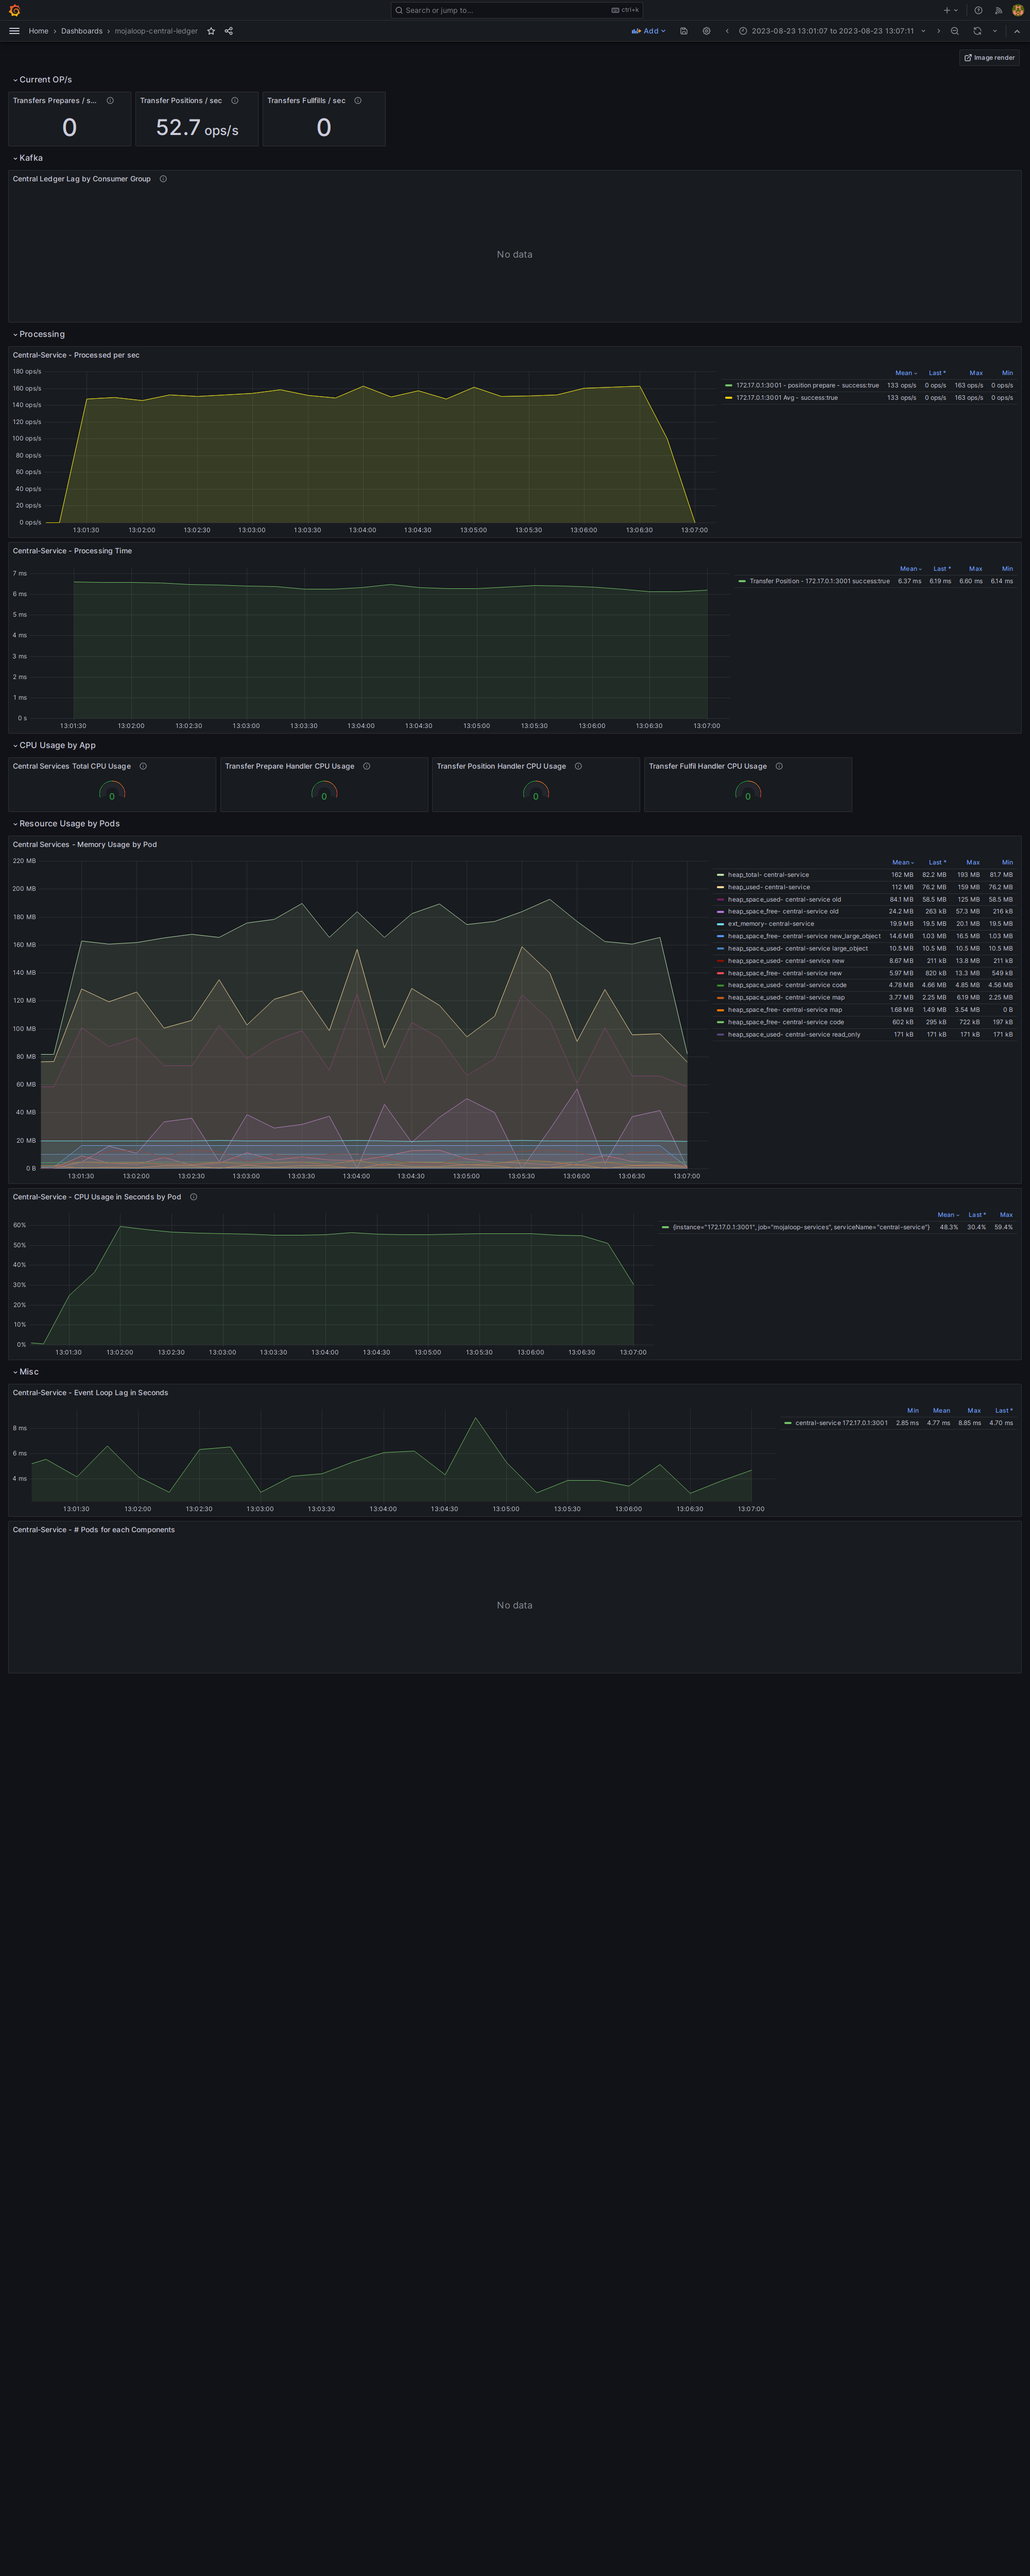 Search or jump to...
ctrl+k
Home › Dashboards › mojaloop-central-ledger
Add
2023-08-23 13:01:07 to 2023-08-23 13:07:11
Image render
Current OP/s
Transfers Prepares / s...
Transfer Positions / sec
Transfers Fullfills / sec
0
52.7 ops/s
0
Kafka
Central Ledger Lag by Consumer Group
No data
Processing
Central-Service - Processed per sec
180 ops/s
160 ops/s
140 ops/s
120 ops/s
100 ops/s
80 ops/s
60 ops/s
40 ops/s
20 ops/s
0 ops/s
13:01:30 13:02:00 13:02:30 13:03:00 13:03:30 13:04:00 13:04:30 13:05:00 13:05:30 13:06:00 13:06:30 13:07:00
Mean Last * Max Min
172.17.0.1:3001 - position prepare - success:true 133 ops/s 0 ops/s 163 ops/s 0 ops/s
172.17.0.1:3001 Avg - success:true 133 ops/s 0 ops/s 163 ops/s 0 ops/s
Central-Service - Processing Time
7 ms
6 ms
5 ms
4 ms
3 ms
2 ms
1 ms
0 s
13:01:30 13:02:00 13:02:30 13:03:00 13:03:30 13:04:00 13:04:30 13:05:00 13:05:30 13:06:00 13:06:30 13:07:00
Mean Last * Max Min
Transfer Position - 172.17.0.1:3001 success:true 6.37 ms 6.19 ms 6.60 ms 6.14 ms
CPU Usage by App
Central Services Total CPU Usage
Transfer Prepare Handler CPU Usage
Transfer Position Handler CPU Usage
Transfer Fulfil Handler CPU Usage
0
0
0
0
Resource Usage by Pods
Central Services - Memory Usage by Pod
220 MB
200 MB
180 MB
160 MB
140 MB
120 MB
100 MB
80 MB
60 MB
40 MB
20 MB
0 B
13:01:30 13:02:00 13:02:30 13:03:00 13:03:30 13:04:00 13:04:30 13:05:00 13:05:30 13:06:00 13:06:30 13:07:00
Mean Last * Max Min
heap_total- central-service 162 MB 82.2 MB 193 MB 81.7 MB
heap_used- central-service 112 MB 76.2 MB 159 MB 76.2 MB
heap_space_used- central-service old 84.1 MB 58.5 MB 125 MB 58.5 MB
heap_space_free- central-service old 24.2 MB 263 kB 57.3 MB 216 kB
ext_memory- central-service 19.9 MB 19.5 MB 20.1 MB 19.5 MB
heap_space_free- central-service new_large_object 14.6 MB 1.03 MB 16.5 MB 1.03 MB
heap_space_used- central-service large_object 10.5 MB 10.5 MB 10.5 MB 10.5 MB
heap_space_used- central-service new 8.67 MB 211 kB 13.8 MB 211 kB
heap_space_free- central-service new 5.97 MB 820 kB 13.3 MB 549 kB
heap_space_used- central-service code 4.78 MB 4.66 MB 4.85 MB 4.56 MB
heap_space_used- central-service map 3.77 MB 2.25 MB 6.19 MB 2.25 MB
heap_space_free- central-service map 1.68 MB 1.49 MB 3.54 MB 0 B
heap_space_free- central-service code 602 kB 295 kB 722 kB 197 kB
heap_space_used- central-service read_only 171 kB 171 kB 171 kB 171 kB
Central-Service - CPU Usage in Seconds by Pod
60%
50%
40%
30%
20%
10%
0%
13:01:30 13:02:00 13:02:30 13:03:00 13:03:30 13:04:00 13:04:30 13:05:00 13:05:30 13:06:00 13:06:30 13:07:00
Mean Last * Max
{instance="172.17.0.1:3001", job="mojaloop-services", serviceName="central-service"} 48.3% 30.4% 59.4%
Misc
Central-Service - Event Loop Lag in Seconds
8 ms
6 ms
4 ms
13:01:30 13:02:00 13:02:30 13:03:00 13:03:30 13:04:00 13:04:30 13:05:00 13:05:30 13:06:00 13:06:30 13:07:00
Min Mean Max Last *
central-service 172.17.0.1:3001 2.85 ms 4.77 ms 8.85 ms 4.70 ms
Central-Service - # Pods for each Components
No data